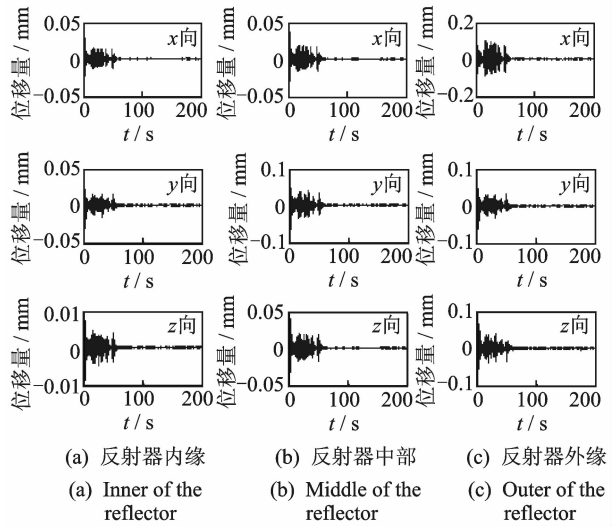 位移量 / mm
0.05
0
−0.05
x向
0 100 200
t / s
位移量 / mm
0.05
0
−0.05
x向
0 100 200
t / s
位移量 / mm
0.2
0
−0.2
x向
0 100 200
t / s
位移量 / mm
0.05
0
−0.05
y向
0 100 200
t / s
位移量 / mm
0.1
0
−0.1
y向
0 100 200
t / s
位移量 / mm
0.1
0
−0.1
y向
0 100 200
t / s
位移量 / mm
0.01
0
−0.01
z向
0 100 200
t / s
位移量 / mm
0.05
0
−0.05
z向
0 100 200
t / s
位移量 / mm
0.1
0
−0.1
z向
0 100 200
t / s
(a) 反射器内缘
(a) Inner of the
reflector
(b) 反射器中部
(b) Middle of the
reflector
(c) 反射器外缘
(c) Outer of the
reflector